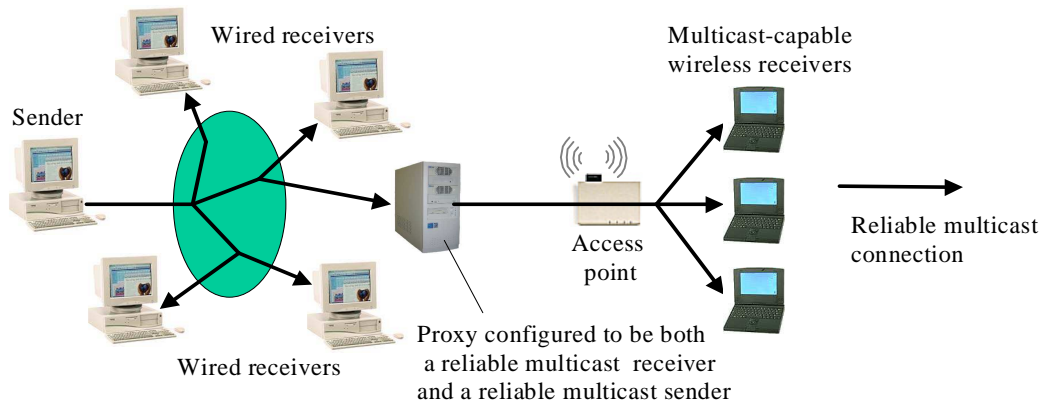 Wired receivers
Sender
Multicast-capable
wireless receivers
Access
point
Reliable multicast
connection
Wired receivers
Proxy configured to be both
a reliable multicast receiver
and a reliable multicast sender